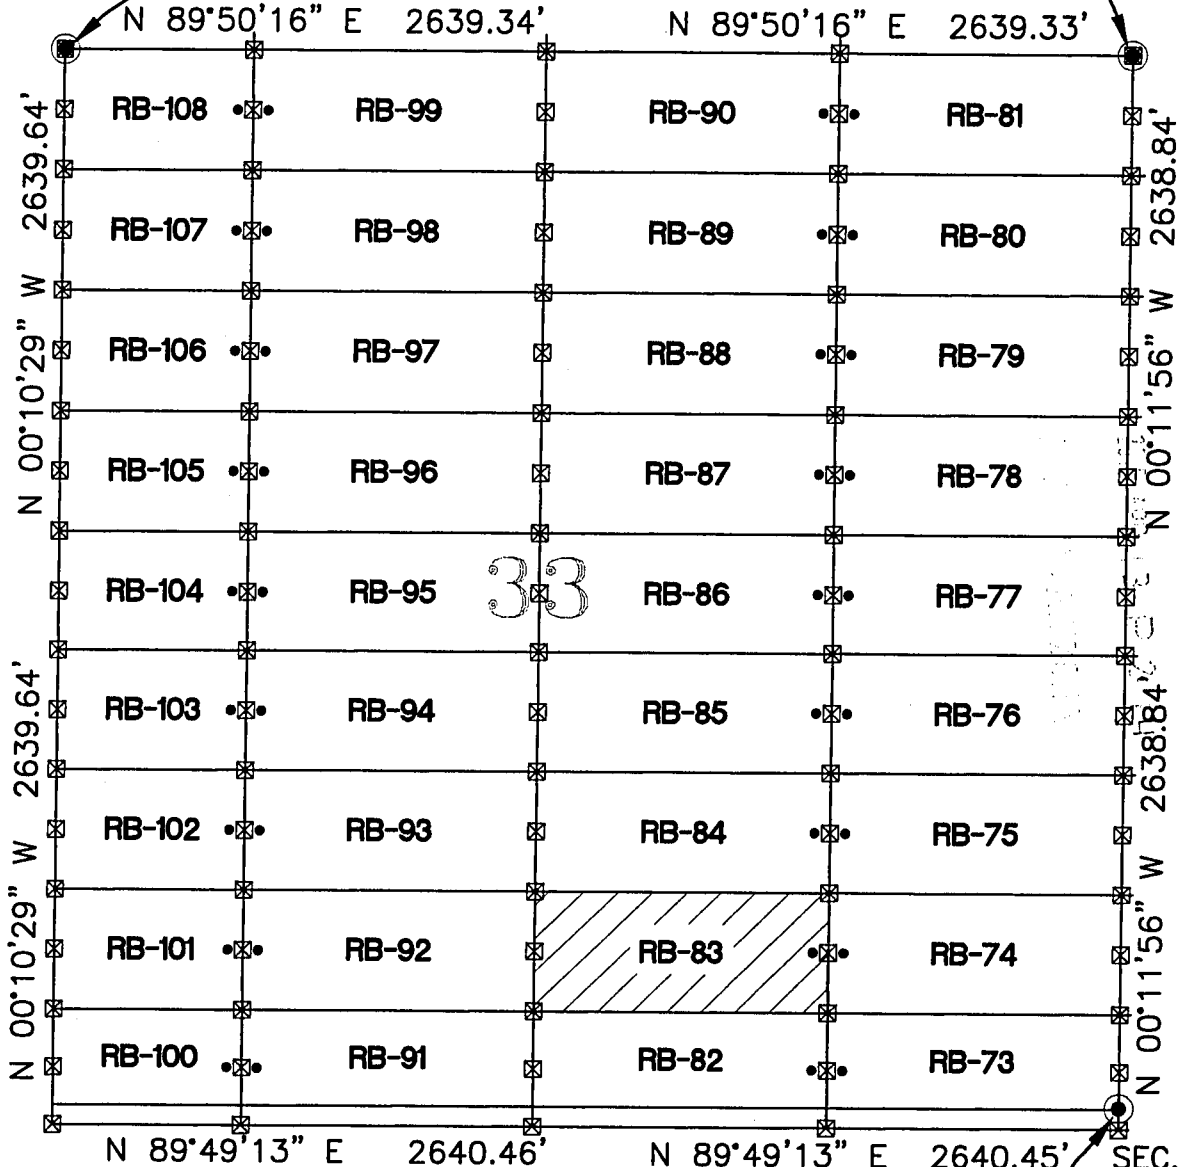 N 89°50'16" E 2639.34' N 89°50'16" E 2639.33'
N 00°10'29" W 2639.64'
N 00°11'56" W 2638.84'
RB-108 RB-99 RB-90 RB-81
RB-107 RB-98 RB-89 RB-80
RB-106 RB-97 RB-88 RB-79
RB-105 RB-96 RB-87 RB-78
33
RB-104 RB-95 RB-86 RB-77
RB-103 RB-94 RB-85 RB-76
RB-102 RB-93 RB-84 RB-75
RB-101 RB-92 RB-83 RB-74
RB-100 RB-91 RB-82 RB-73
N 00°10'29" W 2639.64'
N 00°11'56" W 2638.84'
N 89°49'13" E 2640.46' N 89°49'13" E 2640.45' SEC.